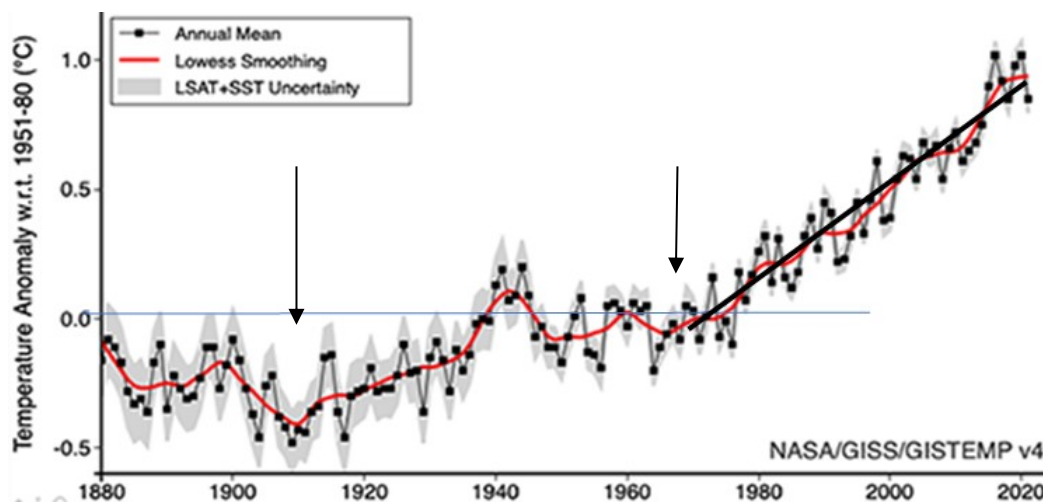 Temperature Anomaly w.r.t. 1951-80 (°C)
Annual Mean
Lowess Smoothing
LSAT+SST Uncertainty
1.0
0.5
0.0
-0.5
NASA/GISS/GISTEMP v4
1880 1900 1920 1940 1960 1980 2000 2020